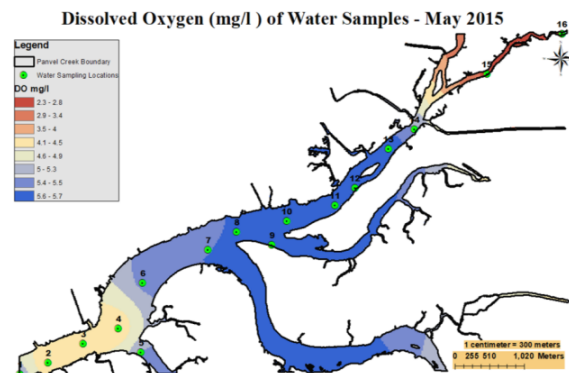 Dissolved Oxygen (mg/l ) of Water Samples - May 2015
Legend
Panvel Creek Boundary
Water Sampling Locations
DO mg/l
2.3 - 2.8
2.9 - 3.4
3.5 - 4
4.1 - 4.5
4.6 - 4.9
5 - 5.3
5.4 - 5.5
5.6 - 5.7
16
15
13
12
11
10
8
9
7
6
4
3
2
1 centimeter = 300 meters
0 255 510 1,020 Meters